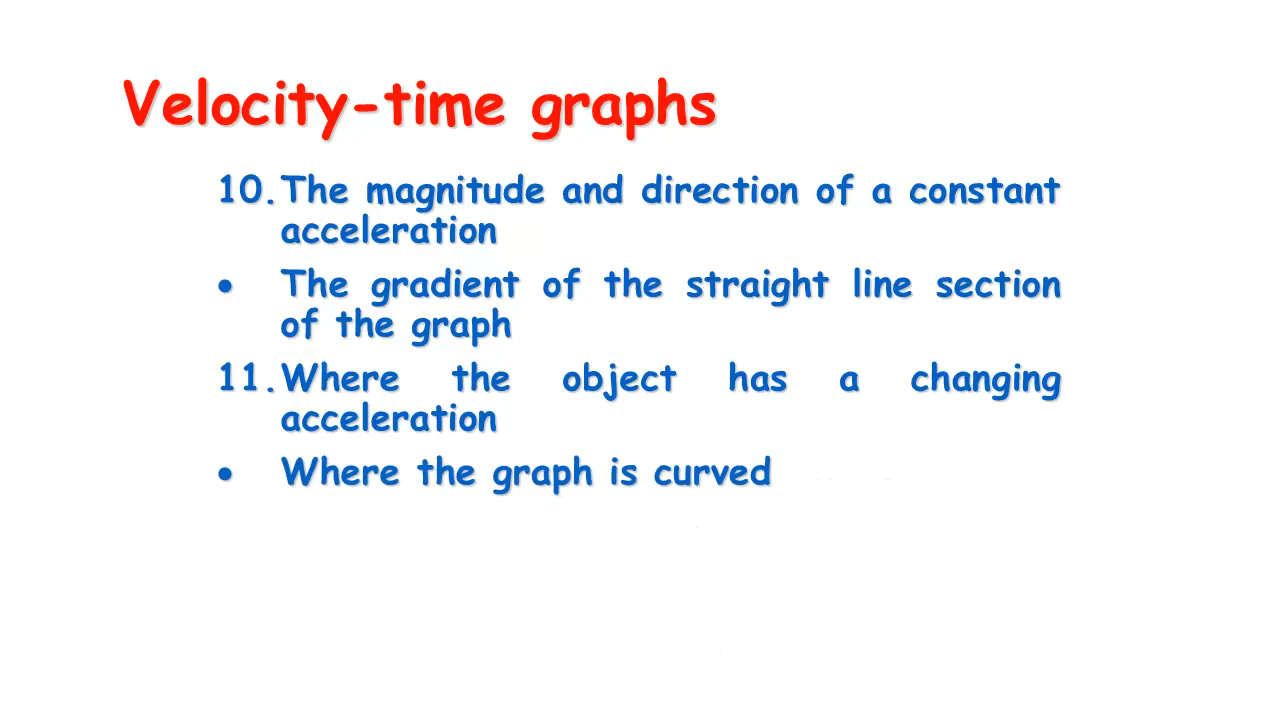 Velocity-time graphs
10. The magnitude and direction of a constant
acceleration
• The gradient of the straight line section
of the graph
11. Where the object has a changing
acceleration
• Where the graph is curved